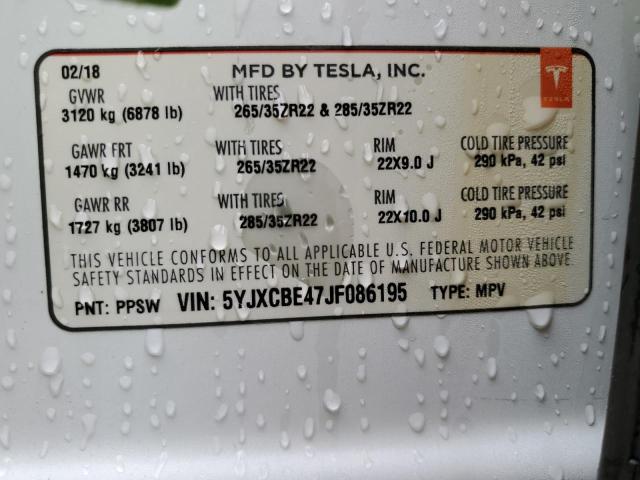 02/18 MFD BY TESLA, INC.
TESLA
GVWR WITH TIRES
3120 kg (6878 lb) 265/35ZR22 & 285/35ZR22
GAWR FRT WITH TIRES RIM COLD TIRE PRESSURE
1470 kg (3241 lb) 265/35ZR22 22X9.0 J 290 kPa, 42 psi
GAWR RR WITH TIRES RIM COLD TIRE PRESSURE
1727 kg (3807 lb) 285/35ZR22 22X10.0 J 290 kPa, 42 psi
THIS VEHICLE CONFORMS TO ALL APPLICABLE U.S. FEDERAL MOTOR VEHICLE
SAFETY STANDARDS IN EFFECT ON THE DATE OF MANUFACTURE SHOWN ABOVE
PNT: PPSW VIN: 5YJXCBE47JF086195 TYPE: MPV